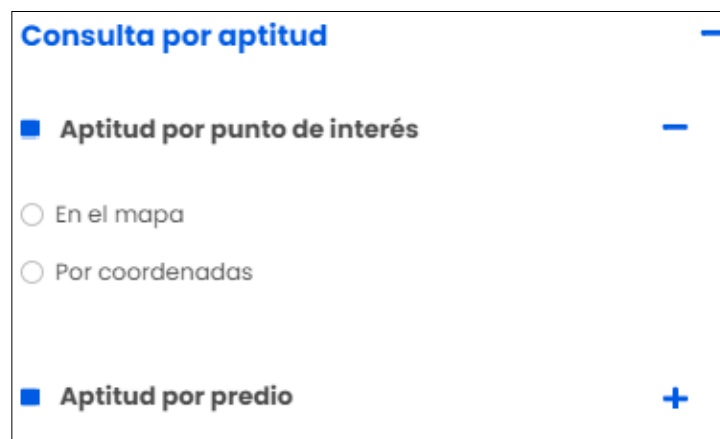 Consulta por aptitud
Aptitud por punto de interés
En el mapa
Por coordenadas
Aptitud por predio